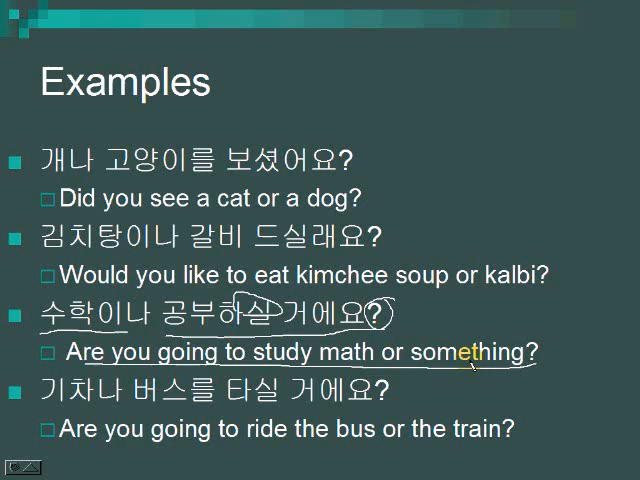 Examples
개나 고양이를 보셨어요?
Did you see a cat or a dog?
김치탕이나 갈비 드실래요?
Would you like to eat kimchee soup or kalbi?
수학이나 공부하실 거에요?
Are you going to study math or something?
기차나 버스를 타실 거에요?
Are you going to ride the bus or the train?